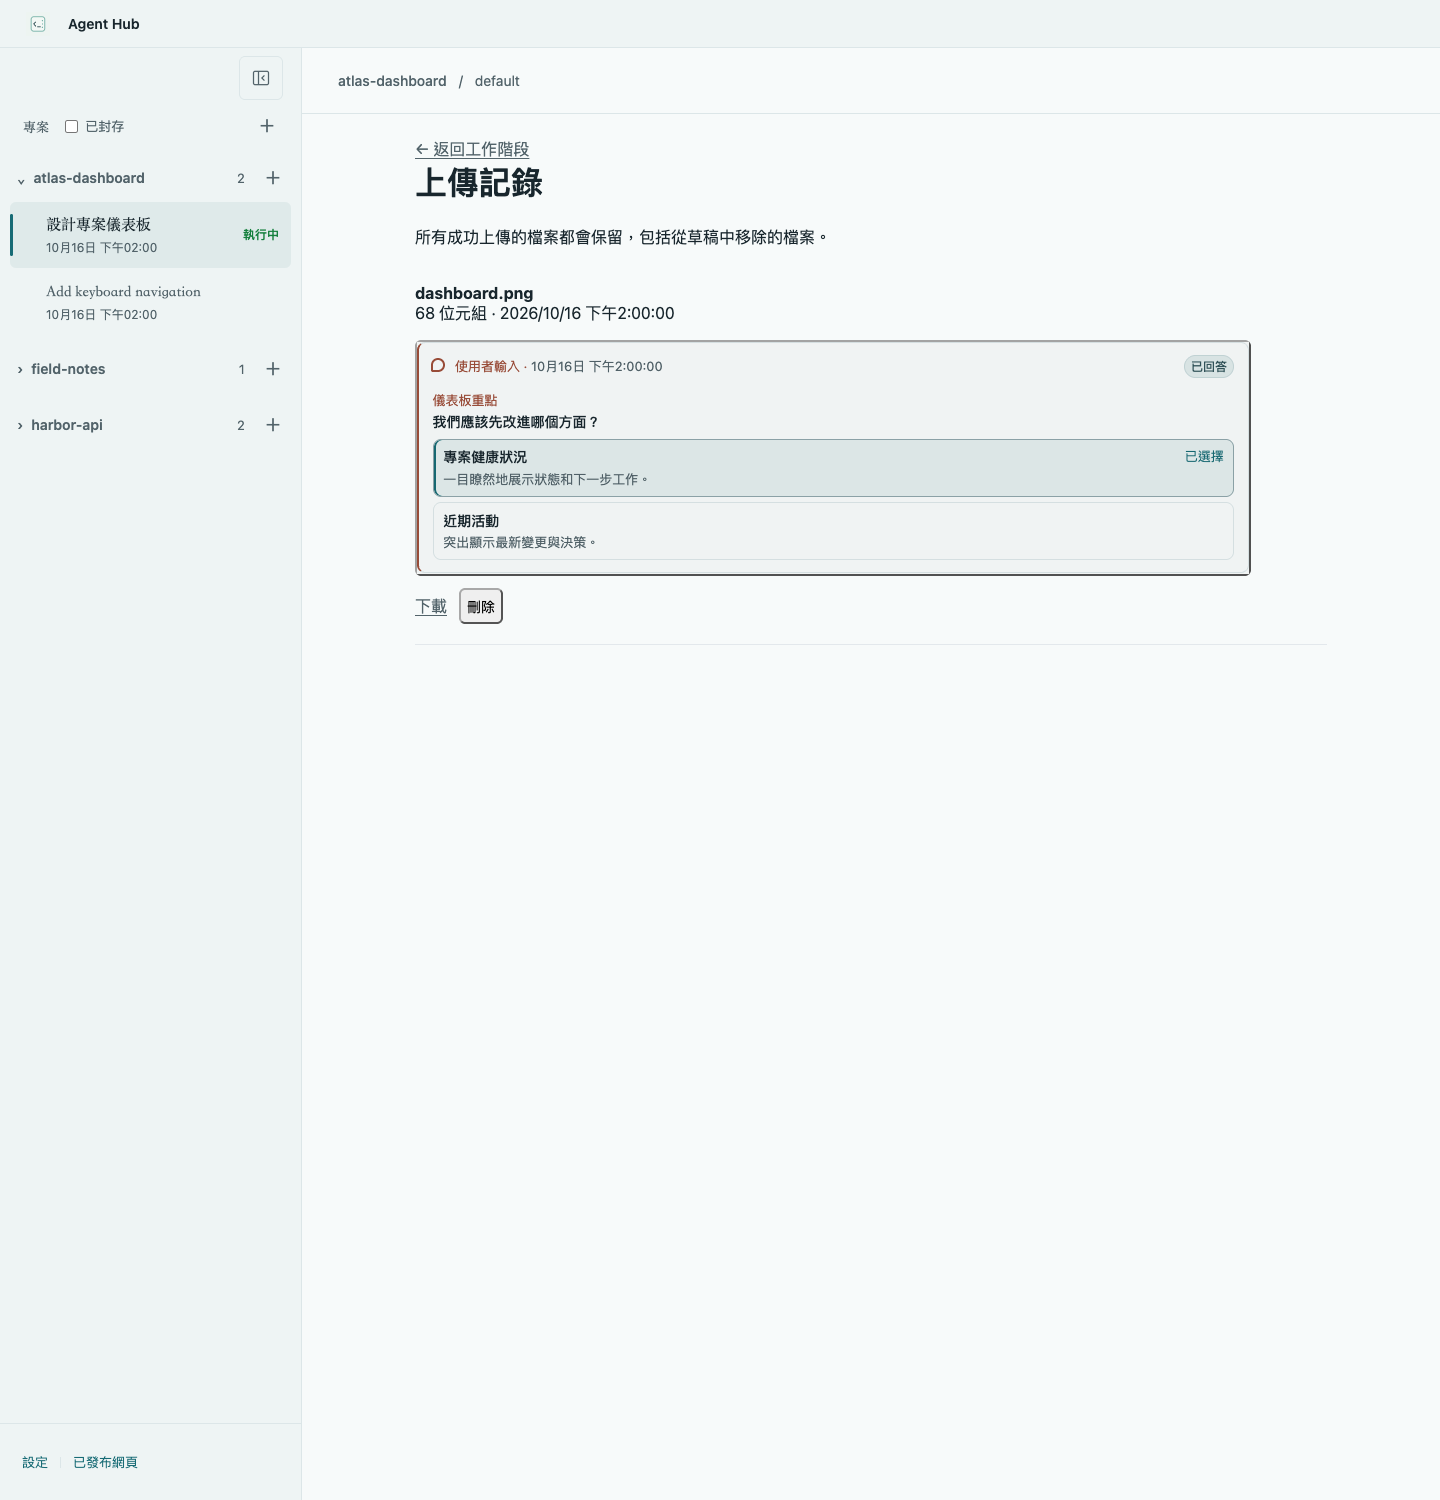 Agent Hub
專案
已封存
atlas-dashboard 2
設計專案儀表板
10月16日 下午02:00
執行中
Add keyboard navigation
10月16日 下午02:00
field-notes 1
harbor-api 2
設定
已發布網頁
atlas-dashboard / default
← 返回工作階段
上傳記錄
所有成功上傳的檔案都會保留，包括從草稿中移除的檔案。
dashboard.png
68 位元組 · 2026/10/16 下午2:00:00
使用者輸入 · 10月16日 下午2:00:00
已回答
儀表板重點
我們應該先改進哪個方面？
專案健康狀況
已選擇
一目瞭然地展示狀態和下一步工作。
近期活動
突出顯示最新變更與決策。
下載
刪除